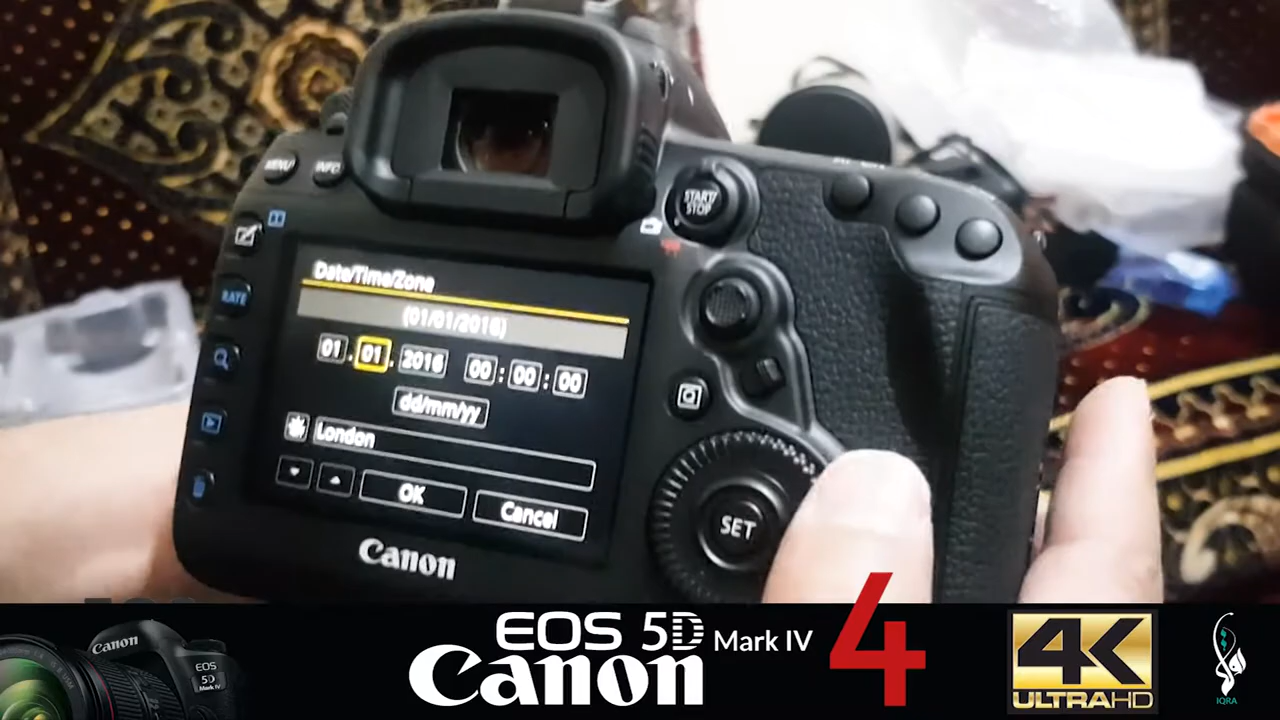 MENU
INFO
START/
STOP
RATE
Date/Time/Zone
(01/01/2016)
01 . 01 . 2016 00 : 00 : 00
dd/mm/yy
London
OK Cancel
Q
SET
Canon
Canon
EOS
5D
Mark IV
EOS 5D Mark IV 4
Canon
4K
ULTRAHD
اقرأ
IQRA